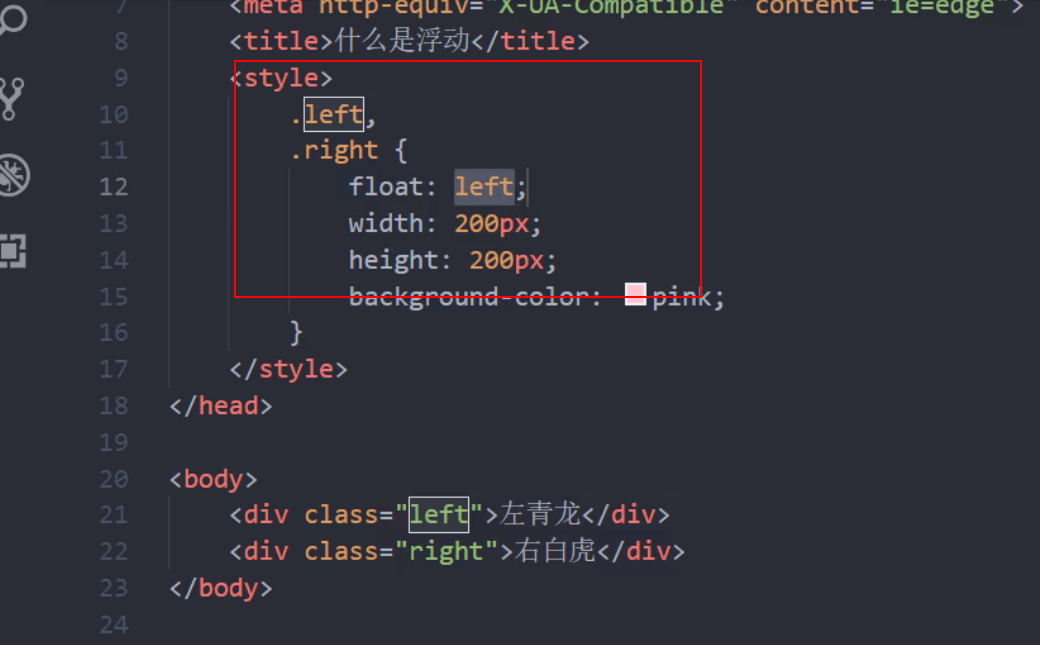 7 <meta http-equiv="X-UA-Compatible" content="ie=edge">
8 <title>什么是浮动</title>
9 <style>
10 .left,
11 .right {
12 float: left;
13 width: 200px;
14 height: 200px;
15 background-color: pink;
16 }
17 </style>
18 </head>
19
20 <body>
21 <div class="left">左青龙</div>
22 <div class="right">右白虎</div>
23 </body>
24